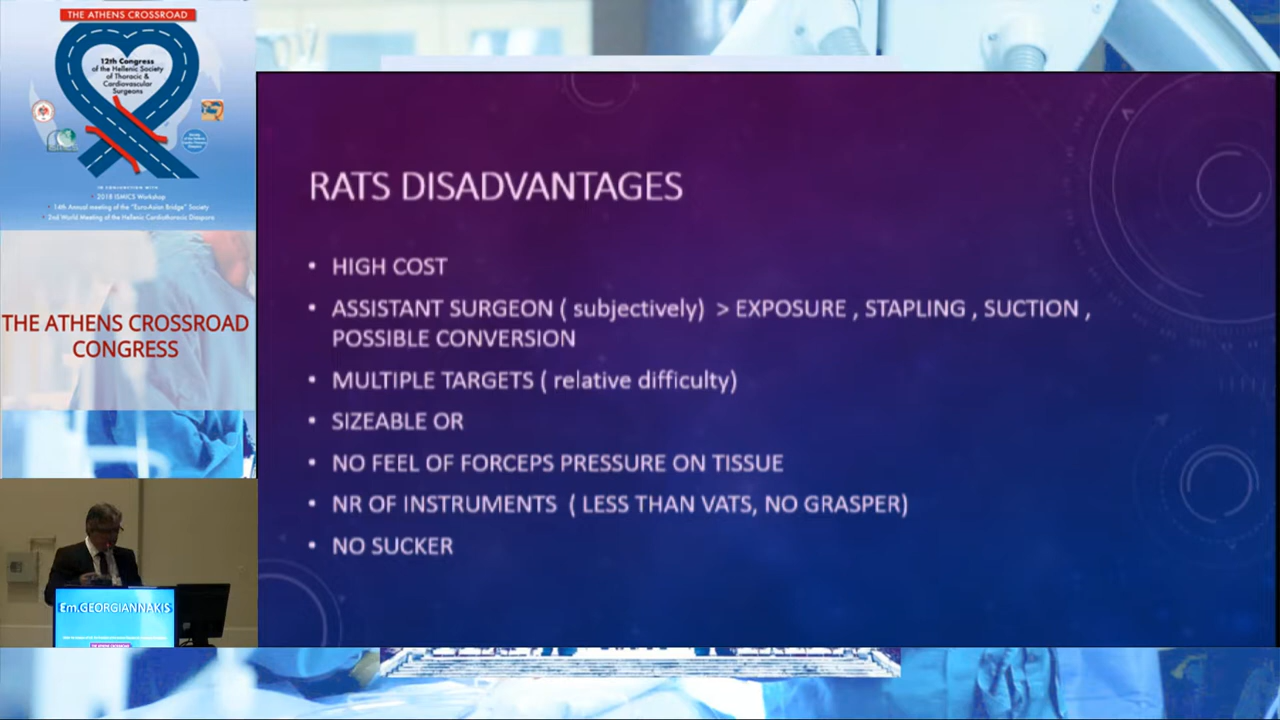 THE ATHENS CROSSROAD
12th Congress
of the Hellenic Society
of Thoracic &
Cardiovascular
Surgeons
IN CONJUNCTION WITH
• 2018 ISMICS Workshop
• 14th Annual meeting of the "Euro-Asian Bridge" Society
• 2nd World Meeting of the Hellenic Cardiothoracic Diaspora
THE ATHENS CROSSROAD
CONGRESS
Em.GEORGIANNAKIS
THE ATHENS CROSSROAD
RATS DISADVANTAGES
• HIGH COST
• ASSISTANT SURGEON ( subjectively) > EXPOSURE , STAPLING , SUCTION ,
POSSIBLE CONVERSION
• MULTIPLE TARGETS ( relative difficulty)
• SIZEABLE OR
• NO FEEL OF FORCEPS PRESSURE ON TISSUE
• NR OF INSTRUMENTS ( LESS THAN VATS, NO GRASPER)
• NO SUCKER